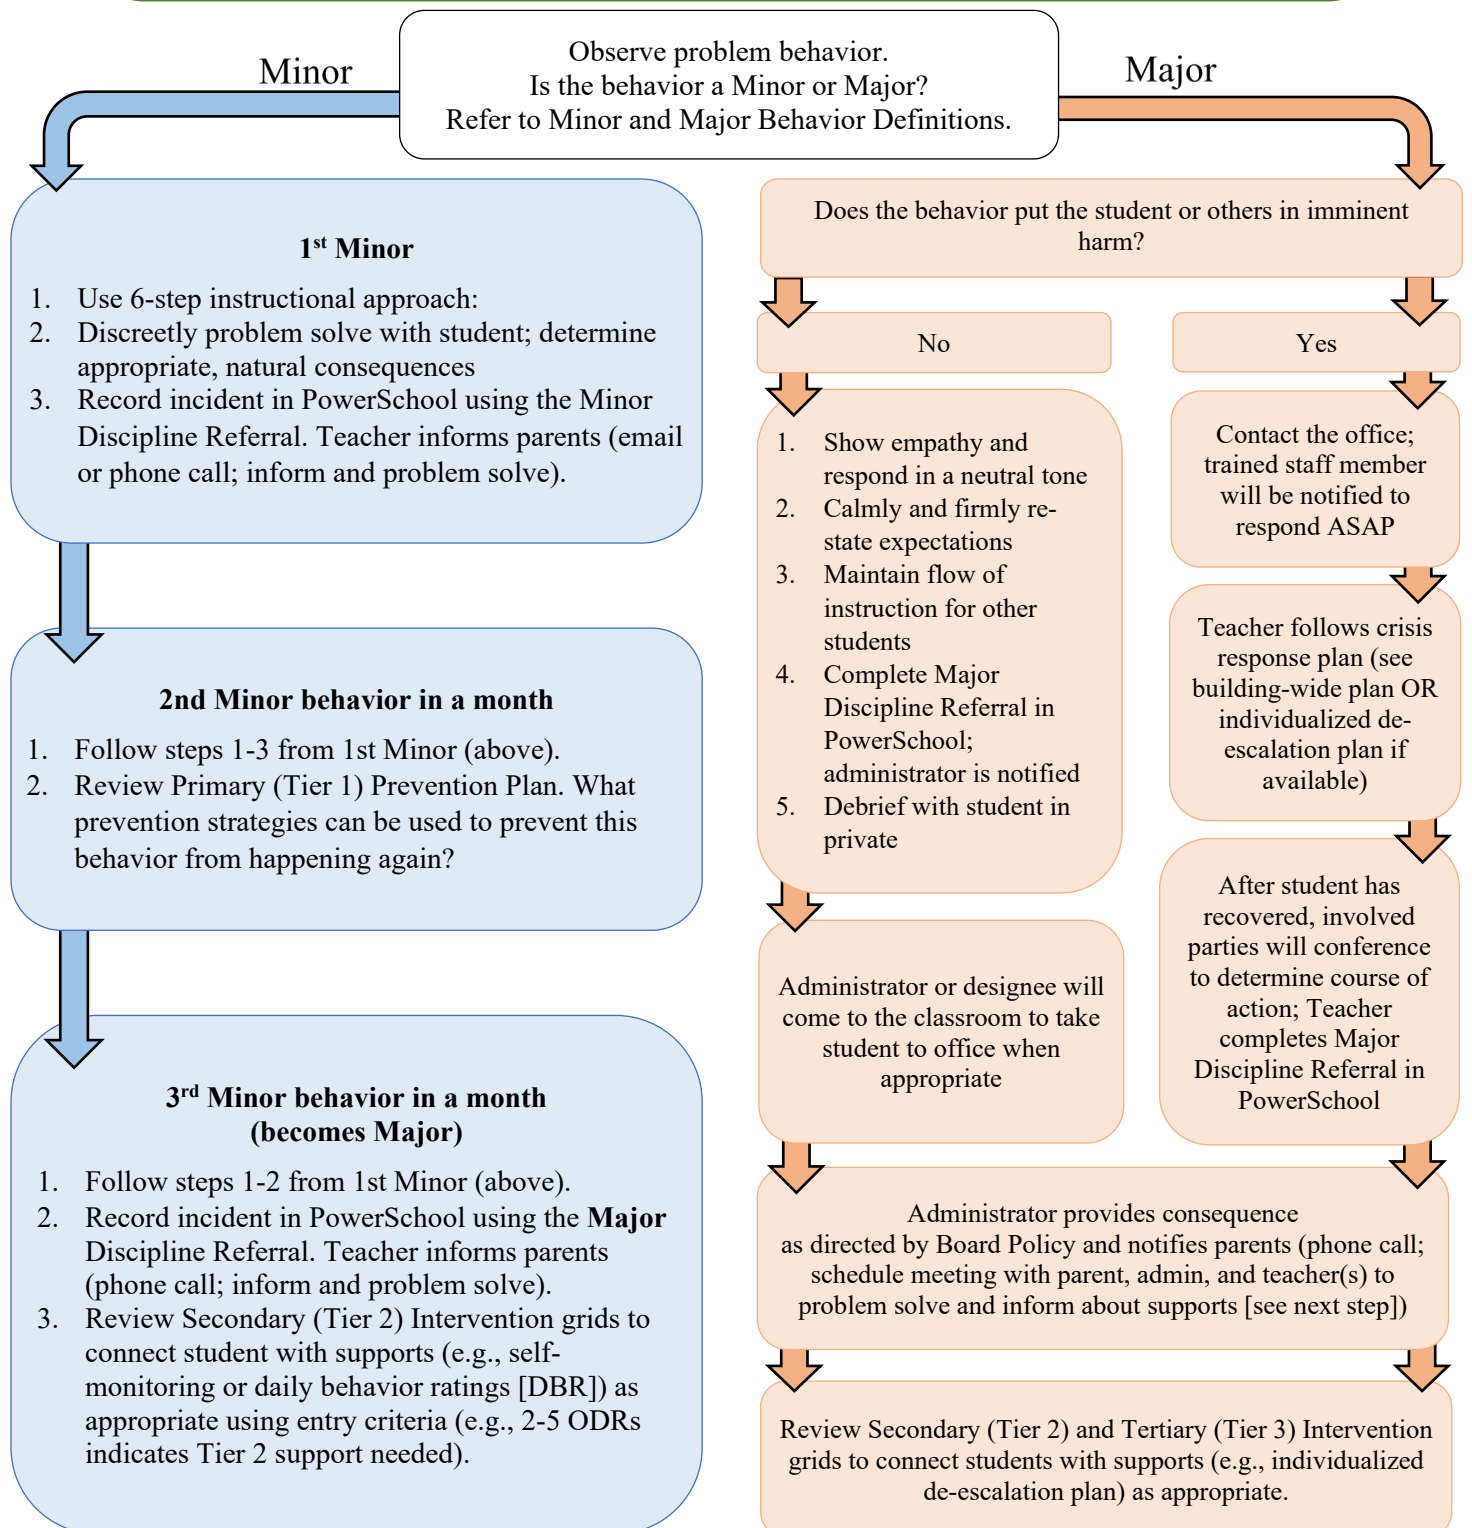 Observe problem behavior.
Is the behavior a Minor or Major?
Refer to Minor and Major Behavior Definitions.
Minor
Major
1st Minor
1. Use 6-step instructional approach:
2. Discreetly problem solve with student; determine
appropriate, natural consequences
3. Record incident in PowerSchool using the Minor
Discipline Referral. Teacher informs parents (email
or phone call; inform and problem solve).
2nd Minor behavior in a month
1. Follow steps 1-3 from 1st Minor (above).
2. Review Primary (Tier 1) Prevention Plan. What
prevention strategies can be used to prevent this
behavior from happening again?
3rd Minor behavior in a month
(becomes Major)
1. Follow steps 1-2 from 1st Minor (above).
2. Record incident in PowerSchool using the Major
Discipline Referral. Teacher informs parents
(phone call; inform and problem solve).
3. Review Secondary (Tier 2) Intervention grids to
connect student with supports (e.g., self-
monitoring or daily behavior ratings [DBR]) as
appropriate using entry criteria (e.g., 2-5 ODRs
indicates Tier 2 support needed).
Does the behavior put the student or others in imminent
harm?
No
1. Show empathy and
respond in a neutral tone
2. Calmly and firmly re-
state expectations
3. Maintain flow of
instruction for other
students
4. Complete Major
Discipline Referral in
PowerSchool;
administrator is notified
5. Debrief with student in
private
Administrator or designee will
come to the classroom to take
student to office when
appropriate
Yes
Contact the office;
trained staff member
will be notified to
respond ASAP
Teacher follows crisis
response plan (see
building-wide plan OR
individualized de-
escalation plan if
available)
After student has
recovered, involved
parties will conference
to determine course of
action; Teacher
completes Major
Discipline Referral in
PowerSchool
Administrator provides consequence
as directed by Board Policy and notifies parents (phone call;
schedule meeting with parent, admin, and teacher(s) to
problem solve and inform about supports [see next step])
Review Secondary (Tier 2) and Tertiary (Tier 3) Intervention
grids to connect students with supports (e.g., individualized
de-escalation plan) as appropriate.